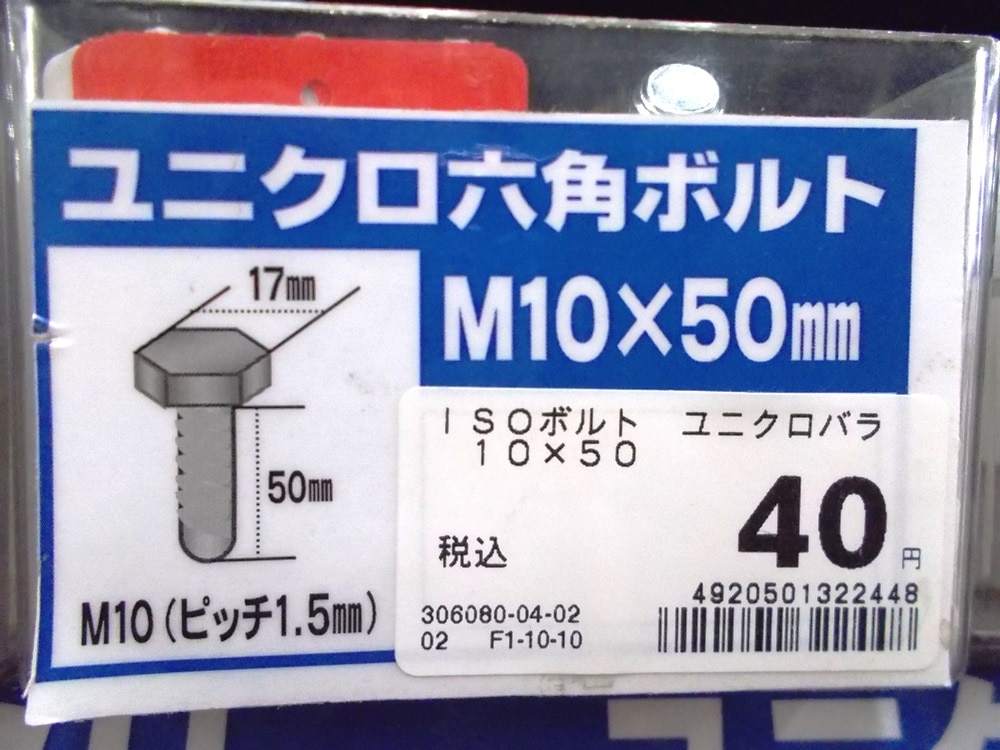 ユニクロ六角ボルト
M10×50㎜
17㎜
50㎜
M10(ピッチ1.5㎜)
ISOボルト ユニクロバラ
10×50
税込
40円
4920501322448
306080-04-02
02 F1-10-10